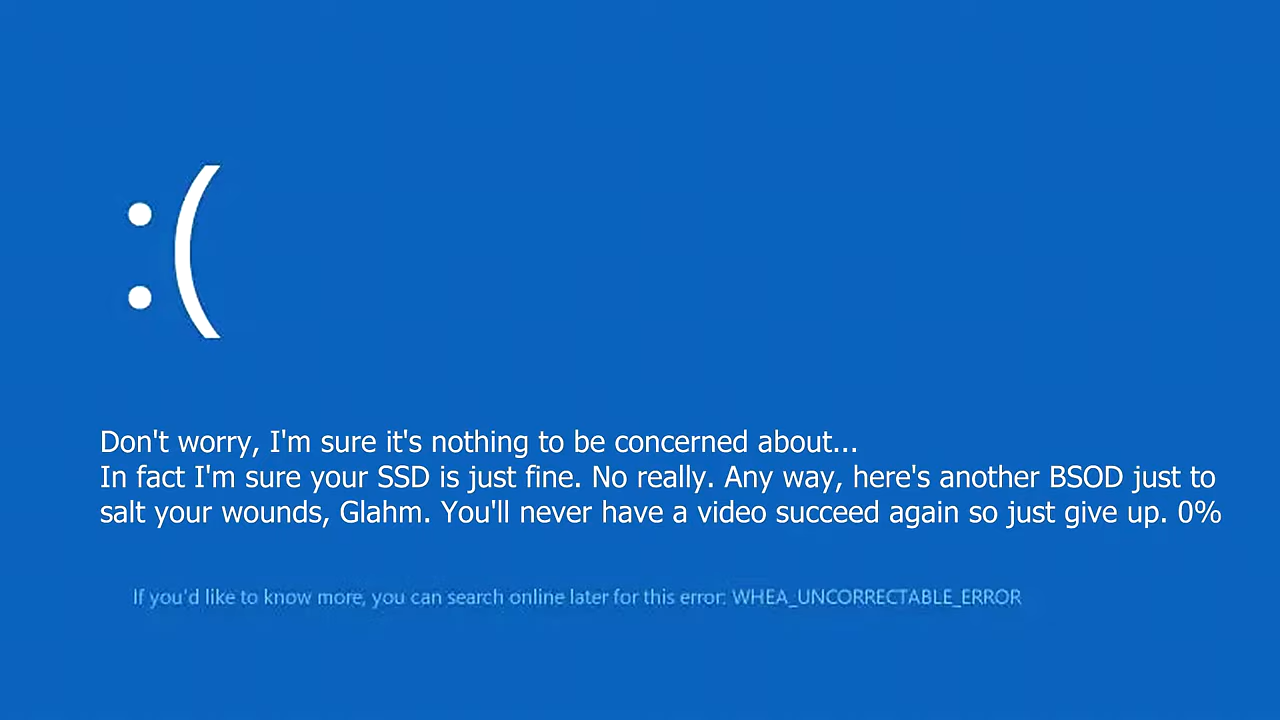 :(
Don't worry, I'm sure it's nothing to be concerned about...
In fact I'm sure your SSD is just fine. No really. Any way, here's another BSOD just to
salt your wounds, Glahm. You'll never have a video succeed again so just give up. 0%
If you'd like to know more, you can search online later for this error: WHEA_UNCORRECTABLE_ERROR